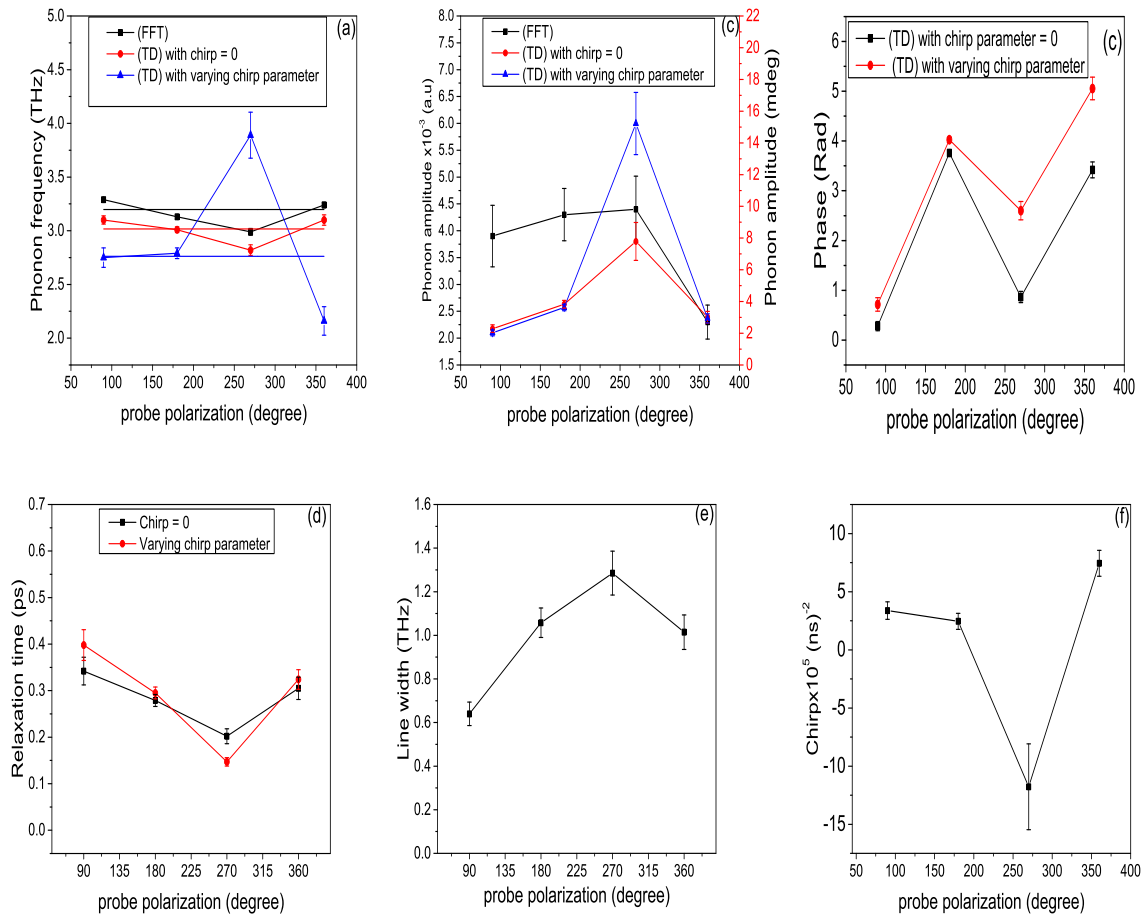 (a)
(FFT)
(TD) with chirp = 0
(TD) with varying chirp parameter
Phonon frequency (THz)
5.0
4.5
4.0
3.5
3.0
2.5
2.0
50 100 150 200 250 300 350 400
probe polarization (degree)
(c)
(FFT)
(TD) with chirp = 0
(TD) with varying chirp parameter
Phonon amplitude x10⁻³ (a.u)
8.0
7.5
7.0
6.5
6.0
5.5
5.0
4.5
4.0
3.5
3.0
2.5
2.0
1.5
22
20
18
16
14
12
10
8
6
4
2
0
Phonon amplitude (mdeg)
50 100 150 200 250 300 350 400
probe polarization (degree)
(c)
(TD) with chirp parameter = 0
(TD) with varying chirp parameter
Phase (Rad)
6
5
4
3
2
1
0
50 100 150 200 250 300 350 400
probe polarization (degree)
(d)
Chirp = 0
Varying chirp parameter
Relaxation time (ps)
0.7
0.6
0.5
0.4
0.3
0.2
0.1
0.0
90 135 180 225 270 315 360
probe polarization (degree)
(e)
Line width (THz)
1.6
1.4
1.2
1.0
0.8
0.6
0.4
0.2
0.0
90 135 180 225 270 315 360
probe polarization (degree)
(f)
Chirpx10⁵ (ns)⁻²
10
5
0
-5
-10
-15
50 100 150 200 250 300 350 400
probe polarization (degree)